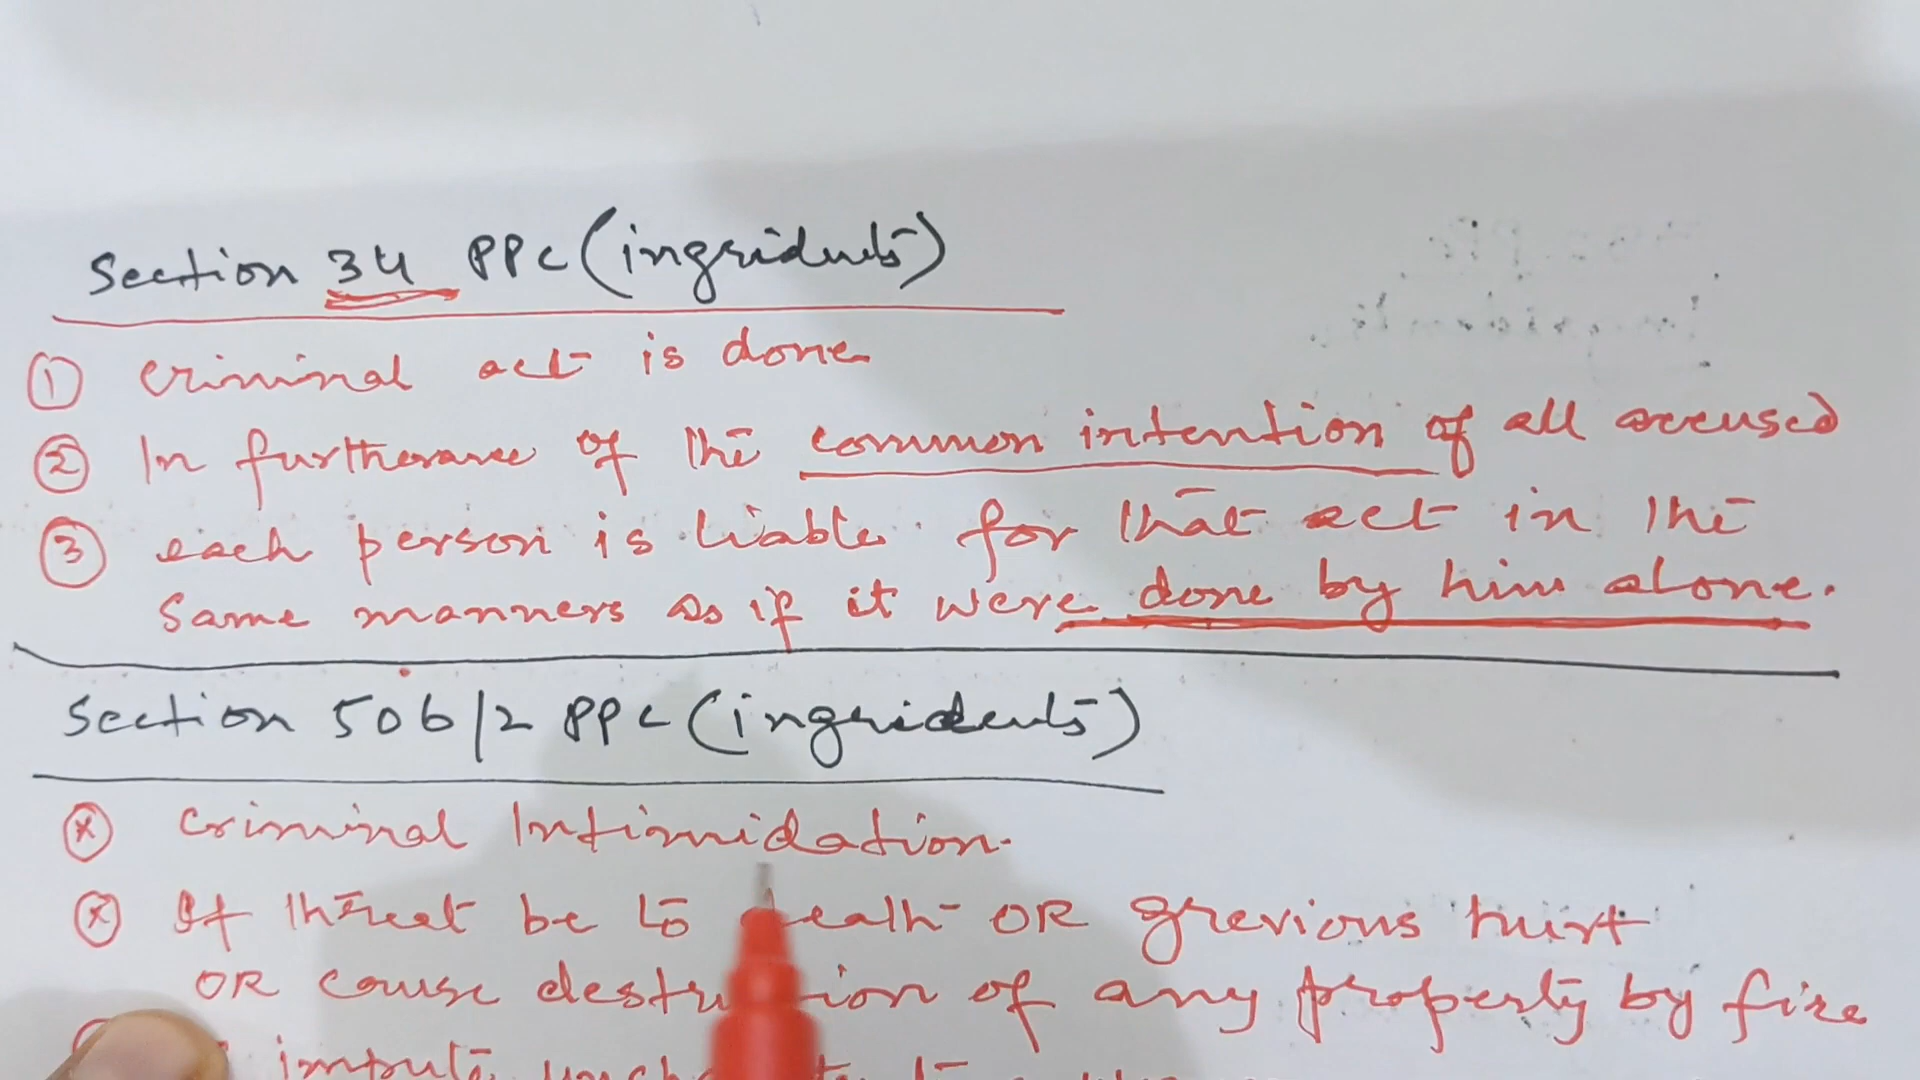 Section 34 PPC (ingridents)
① criminal act is done
② In furtherance of the common intention of all accused
③ each person is liable for that act in the
Same manners as if it were done by him alone.
Section 506/2 PPC (ingridents)
criminal Intimidation.
If threat be to death OR grevious hurt
OR cause destruction of any property by fire
impute